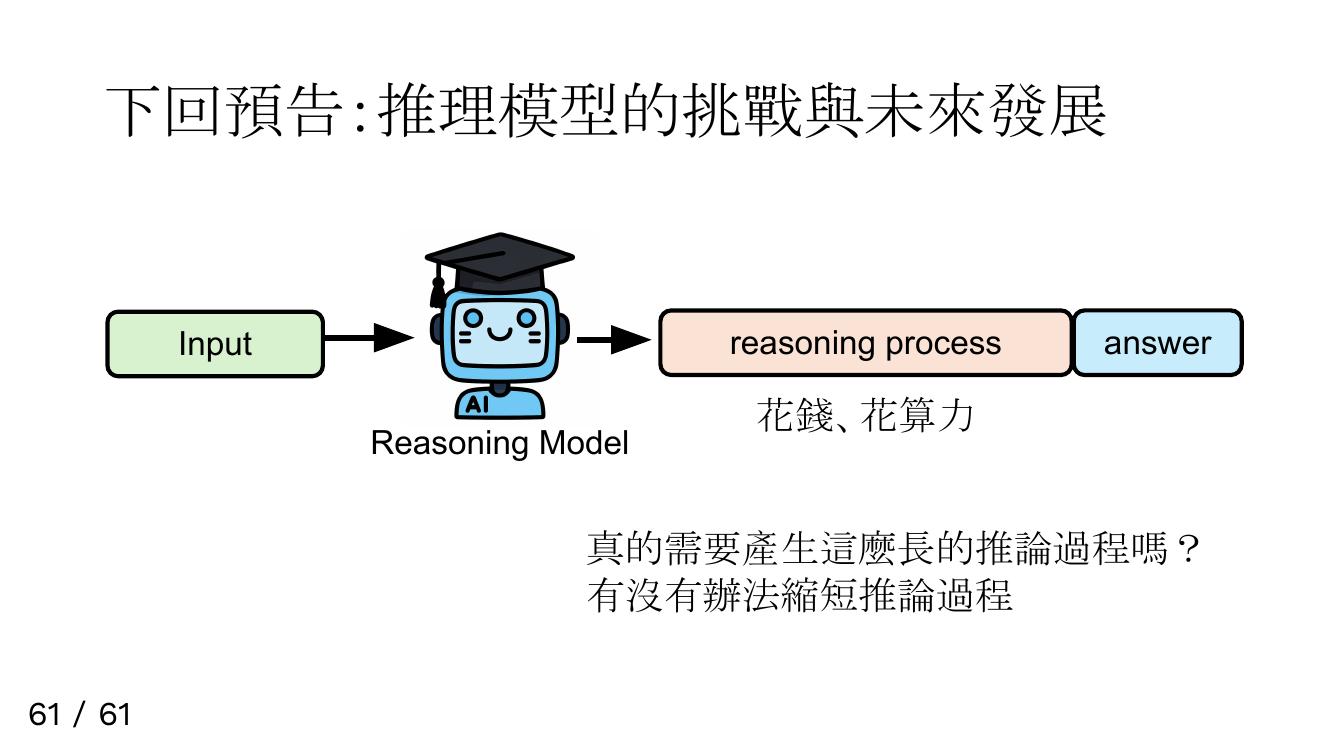 下回預告:推理模型的挑戰與未來發展
Input
AI
Reasoning Model
reasoning process
answer
花錢、花算力
真的需要產生這麼長的推論過程嗎？
有沒有辦法縮短推論過程
61 / 61